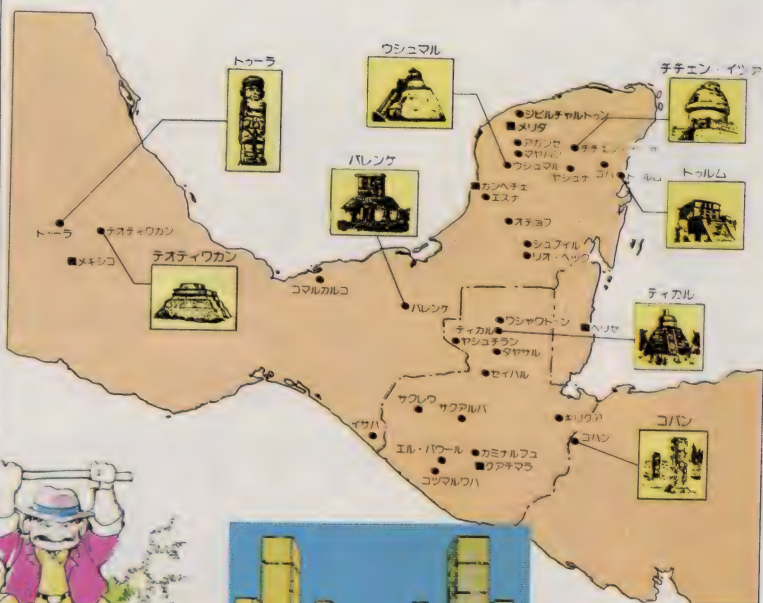 トゥーラ
ウシュマル
チチェン・イツァ
パレンケ
トゥルム
テオティワカン
ティカル
コパン
ジビルチャルトゥン
メリダ
アカンセ
マヤパン
ウシュマル
ヤシュナ
コバ
カンペチェ
エスナ
オチョブ
シュプイル
リオ・ベック
トゥーラ
テオティワカン
メキシコ
コマルカルコ
パレンケ
ワシャクトゥーン
ティカル
ヤシュチラン
タヤサル
ベリセ
セイバル
サクレウ
サクアルパ
キリグア
イサパ
コパン
エル・バウール
カミナルフュ
グアテマラ
コツマルワパ